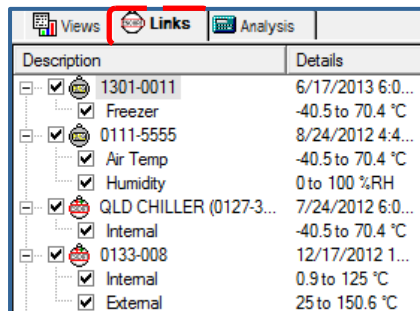 Views Links Analysis
Description Details
1301-0011 6/17/2013 6:0...
Freezer -40.5 to 70.4 °C
0111-5555 8/24/2012 4:4...
Air Temp -40.5 to 70.4 °C
Humidity 0 to 100 %RH
QLD CHILLER (0127-3... 7/24/2012 6:0...
Internal -40.5 to 70.4 °C
0133-008 12/17/2012 1...
Internal 0.9 to 125 °C
External 25 to 150.6 °C